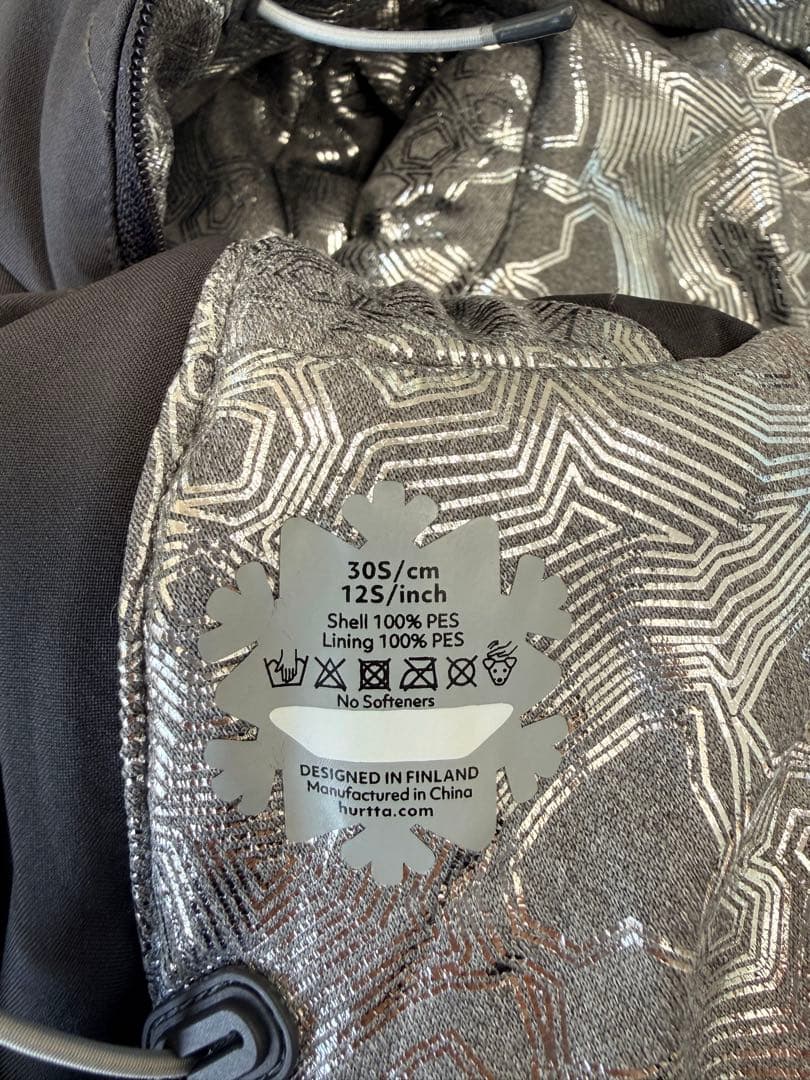 30S/cm
12S/inch
Shell 100% PES
Lining 100% PES
No Softeners
DESIGNED IN FINLAND
Manufactured in China
hurtta.com